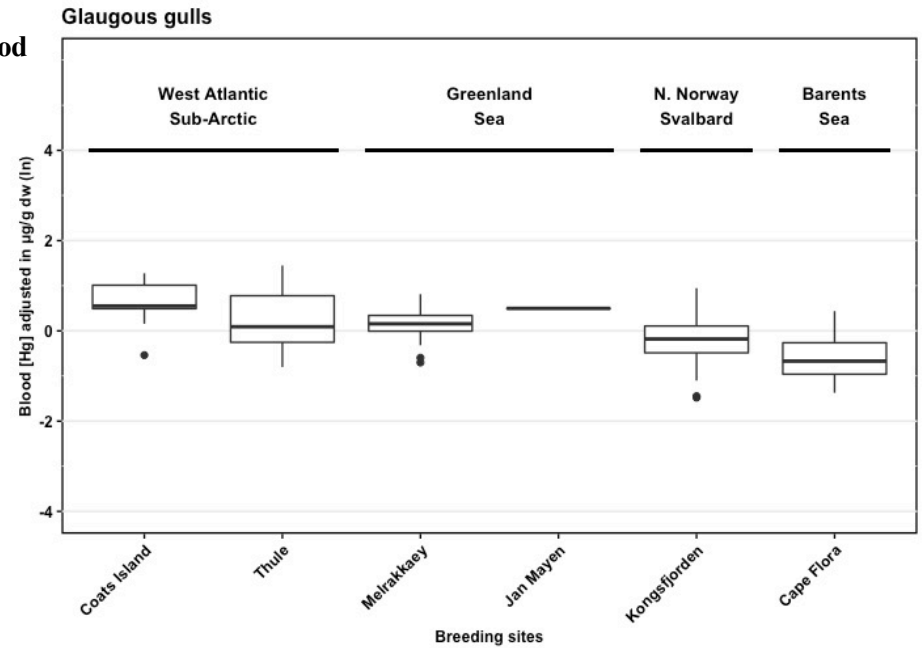 Glaugous gulls
od
West Atlantic
Sub-Arctic
Greenland
Sea
N. Norway
Svalbard
Barents
Sea
Blood [Hg] adjusted in µg/g dw (ln)
4
2
0
-2
-4
Coats Island
Thule
Melrakkaey
Jan Mayen
Kongsfjorden
Cape Flora
Breeding sites